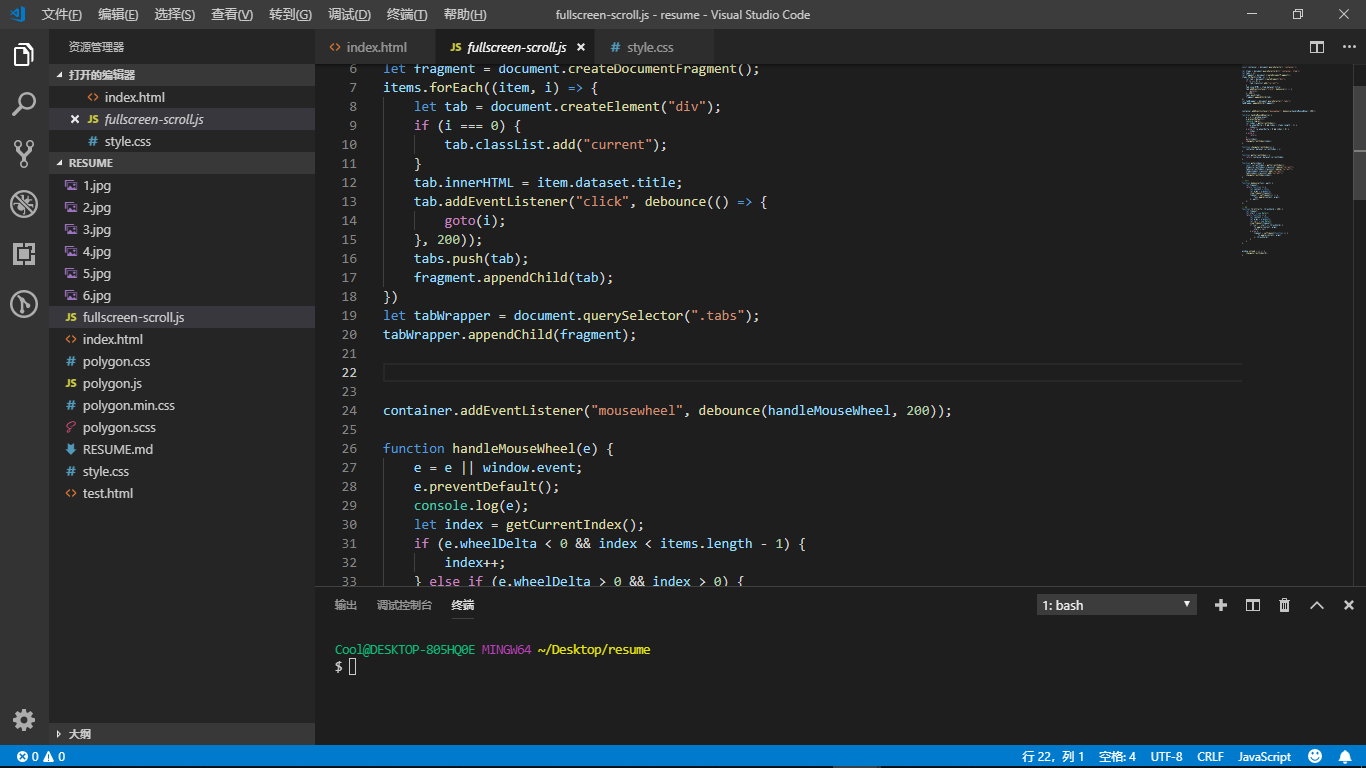 文件(F) 编辑(E) 选择(S) 查看(V) 转到(G) 调试(D) 终端(T) 帮助(H) fullscreen-scroll.js - resume - Visual Studio Code
资源管理器
打开的编辑器
index.html
JS fullscreen-scroll.js
# style.css
RESUME
1.jpg
2.jpg
3.jpg
4.jpg
5.jpg
6.jpg
JS fullscreen-scroll.js
index.html
# polygon.css
JS polygon.js
# polygon.min.css
polygon.scss
RESUME.md
# style.css
test.html
大纲
index.html JS fullscreen-scroll.js # style.css
6 let fragment = document.createDocumentFragment();
7 items.forEach((item, i) => {
8 let tab = document.createElement("div");
9 if (i === 0) {
10 tab.classList.add("current");
11 }
12 tab.innerHTML = item.dataset.title;
13 tab.addEventListener("click", debounce(() => {
14 goto(i);
15 }, 200));
16 tabs.push(tab);
17 fragment.appendChild(tab);
18 })
19 let tabWrapper = document.querySelector(".tabs");
20 tabWrapper.appendChild(fragment);
21
22
23
24 container.addEventListener("mousewheel", debounce(handleMouseWheel, 200));
25
26 function handleMouseWheel(e) {
27 e = e || window.event;
28 e.preventDefault();
29 console.log(e);
30 let index = getCurrentIndex();
31 if (e.wheelDelta < 0 && index < items.length - 1) {
32 index++;
33 } else if (e.wheelDelta > 0 && index > 0) {
输出 调试控制台 终端 1: bash
Cool@DESKTOP-805HQ0E MINGW64 ~/Desktop/resume
$
0 0 行 22，列 1 空格: 4 UTF-8 CRLF JavaScript